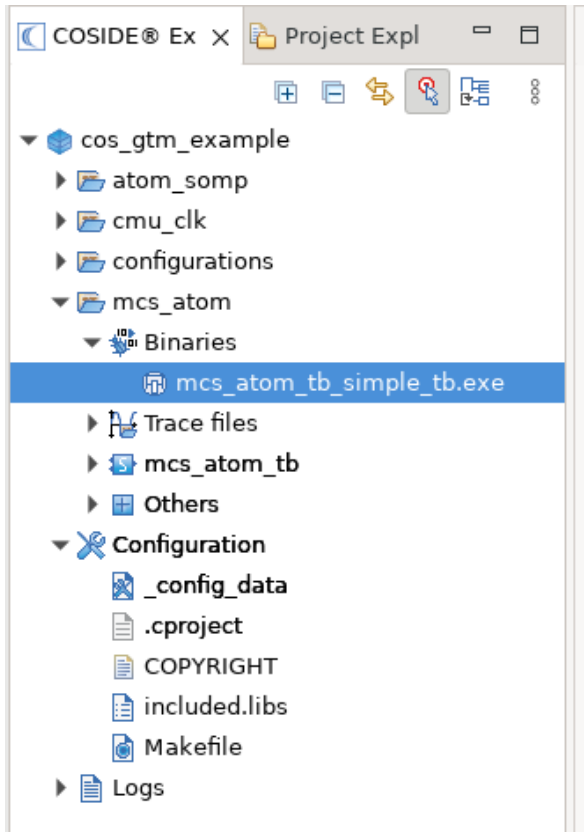 COSIDE® Ex Project Expl
cos_gtm_example
atom_somp
cmu_clk
configurations
mcs_atom
Binaries
mcs_atom_tb_simple_tb.exe
Trace files
mcs_atom_tb
Others
Configuration
_config_data
.cproject
COPYRIGHT
included.libs
Makefile
Logs